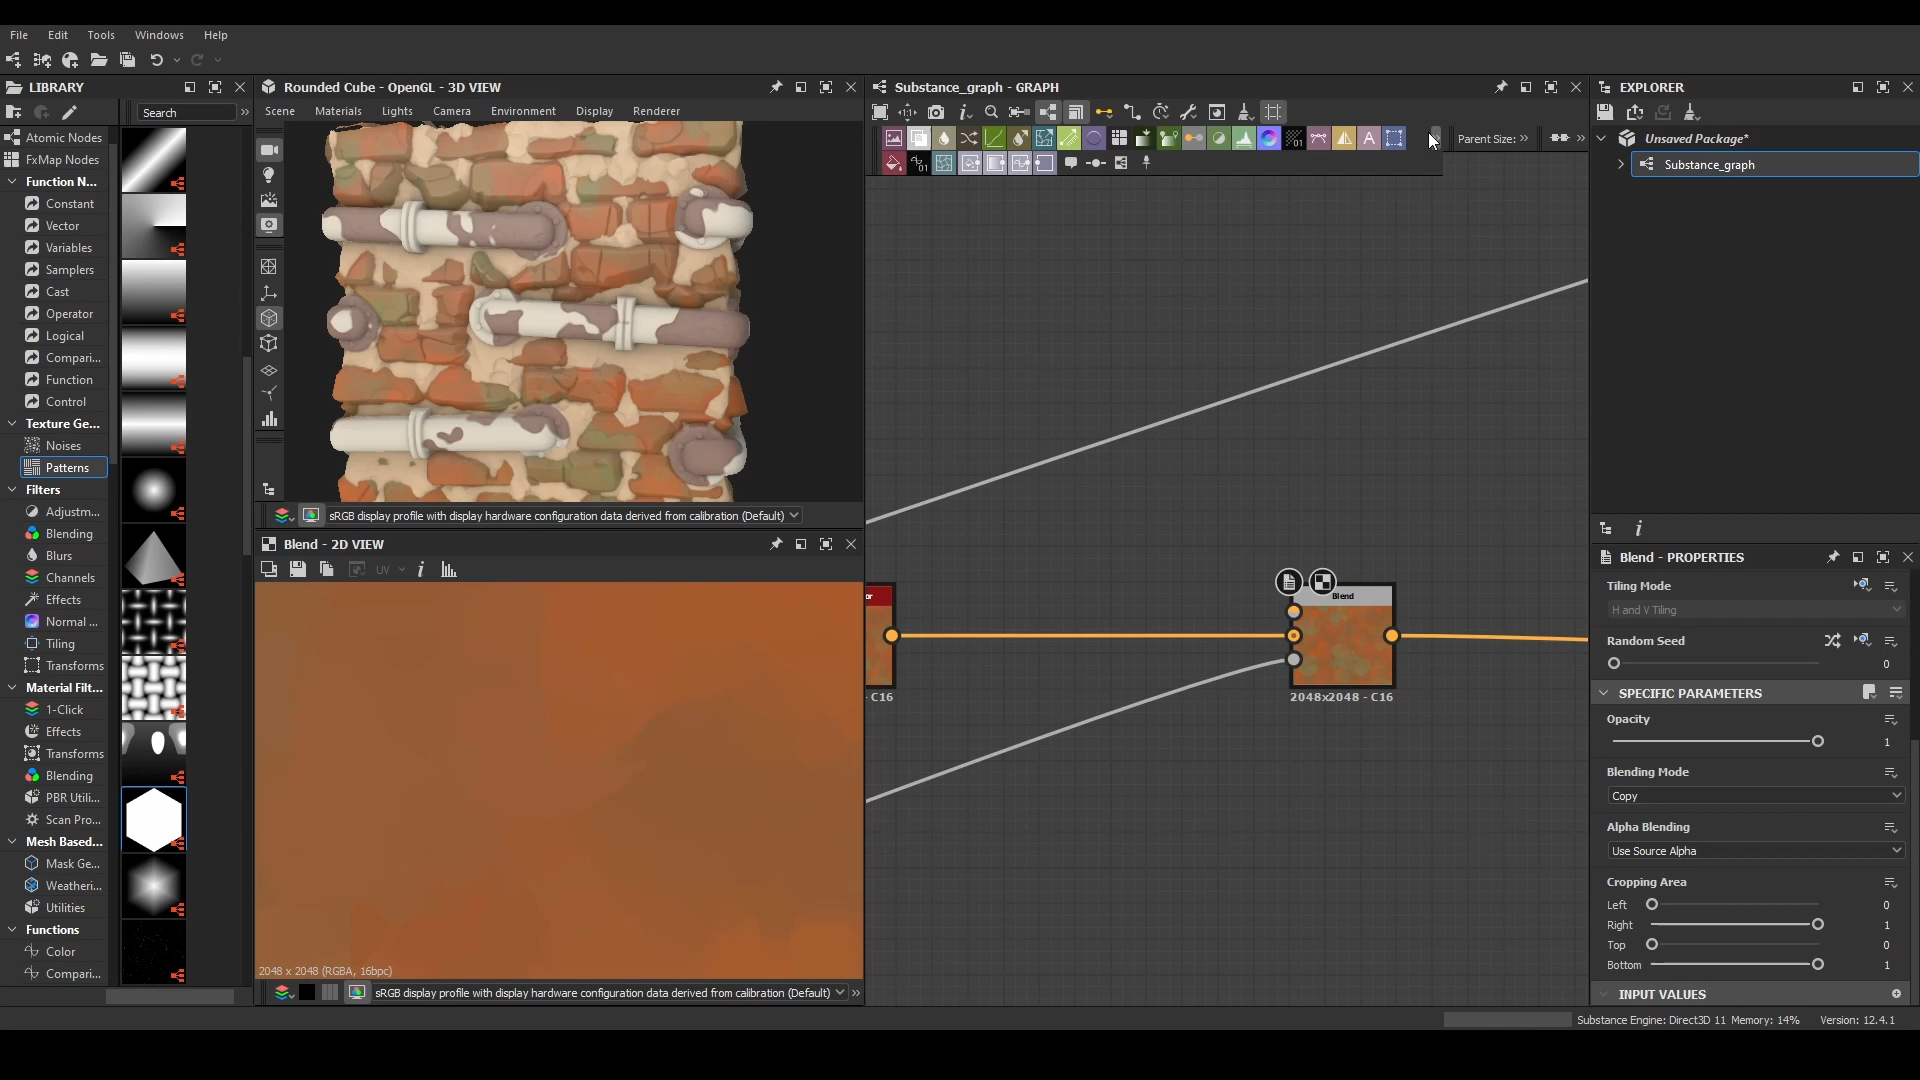 File Edit Tools Windows Help
LIBRARY
Search
Atomic Nodes
FxMap Nodes
Function N...
Constant
Vector
Variables
Samplers
Cast
Operator
Logical
Compari...
Function
Control
Texture Ge...
Noises
Patterns
Filters
Adjustm...
Blending
Blurs
Channels
Effects
Normal ...
Tiling
Transforms
Material Filt...
1-Click
Effects
Transforms
Blending
PBR Utili...
Scan Pro...
Mesh Based...
Mask Ge...
Weatheri...
Utilities
Functions
Color
Compari...
Rounded Cube - OpenGL - 3D VIEW
Scene Materials Lights Camera Environment Display Renderer
sRGB display profile with display hardware configuration data derived from calibration (Default)
Blend - 2D VIEW
UV
2048 x 2048 (RGBA, 16bpc)
sRGB display profile with display hardware configuration data derived from calibration (Default)
Substance_graph - GRAPH
Parent Size:
or
- C16
Blend
2048x2048 - C16
EXPLORER
Unsaved Package*
Substance_graph
Blend - PROPERTIES
Tiling Mode
H and V Tiling
Random Seed
0
SPECIFIC PARAMETERS
Opacity
1
Blending Mode
Copy
Alpha Blending
Use Source Alpha
Cropping Area
Left 0
Right 1
Top 0
Bottom 1
INPUT VALUES
Substance Engine: Direct3D 11 Memory: 14% Version: 12.4.1